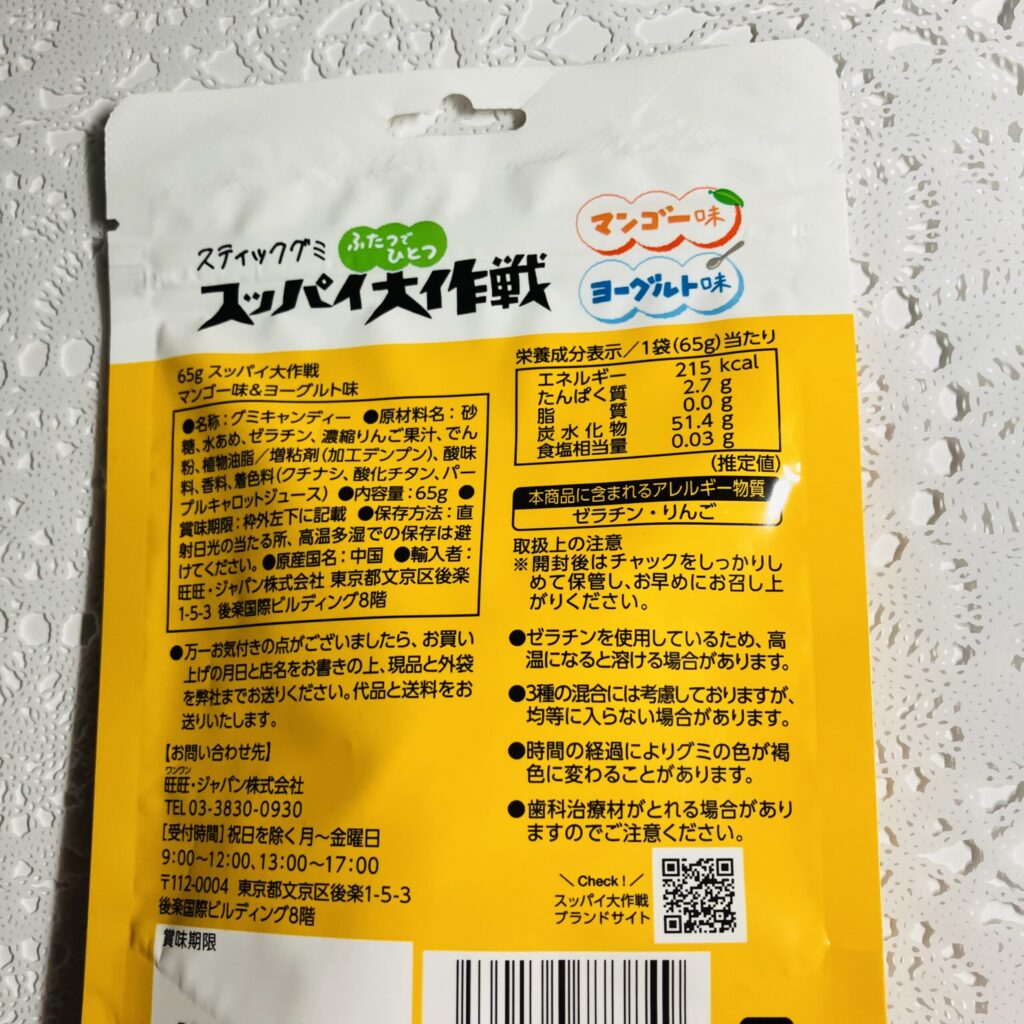 スティックグミ
ふたつで
ひとつ
スッパイ大作戦
マンゴー味
ヨーグルト味
65g スッパイ大作戦
マンゴー味&ヨーグルト味
●名称:グミキャンディー ●原材料名:砂
糖、水あめ、ゼラチン、濃縮りんご果汁、でん
粉、植物油脂/増粘剤(加工デンプン)、酸味
料、香料、着色料(クチナシ、酸化チタン、パー
プルキャロットジュース) ●内容量:65g ●
賞味期限:枠外左下に記載 ●保存方法:直
射日光の当たる所、高温多湿での保存は避
けてください。●原産国名:中国 ●輸入者:
旺旺・ジャパン株式会社 東京都文京区後楽
1-5-3 後楽国際ビルディング8階
●万一お気付きの点がございましたら、お買い
上げの月日と店名をお書きの上、現品と外袋
を弊社までお送りください。代品と送料をお
送りいたします。
【お問い合わせ先】
ワンワン
旺旺・ジャパン株式会社
TEL 03-3830-0930
[受付時間] 祝日を除く月~金曜日
9:00~12:00、13:00~17:00
〒112-0004 東京都文京区後楽1-5-3
後楽国際ビルディング8階
賞味期限
栄養成分表示/1袋(65g)当たり
エネルギー 215 kcal
たんぱく質 2.7 g
脂質 0.0 g
炭水化物 51.4 g
食塩相当量 0.03 g
(推定値)
本商品に含まれるアレルギー物質
ゼラチン・りんご
取扱上の注意
※開封後はチャックをしっかりし
めて保管し、お早めにお召し上
がりください。
●ゼラチンを使用しているため、高
温になると溶ける場合があります。
●3種の混合には考慮しておりますが、
均等に入らない場合があります。
●時間の経過によりグミの色が褐
色に変わることがあります。
●歯科治療材がとれる場合があり
ますのでご注意ください。
\ Check! /
スッパイ大作戦
ブランドサイト